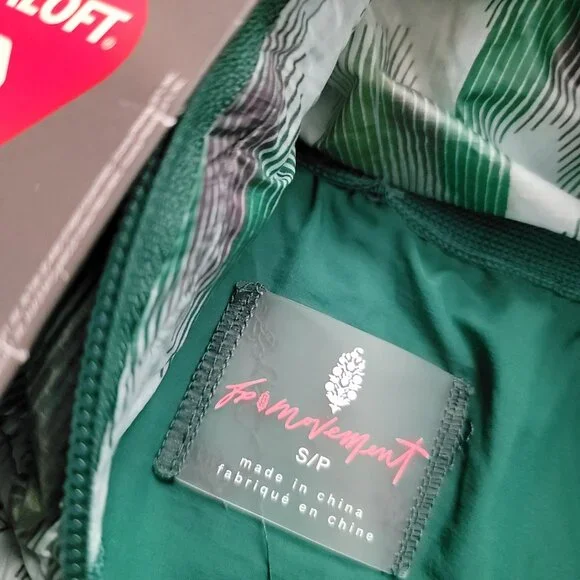 LOFT®
fp movement
S/P
made in china
fabriqué en chine